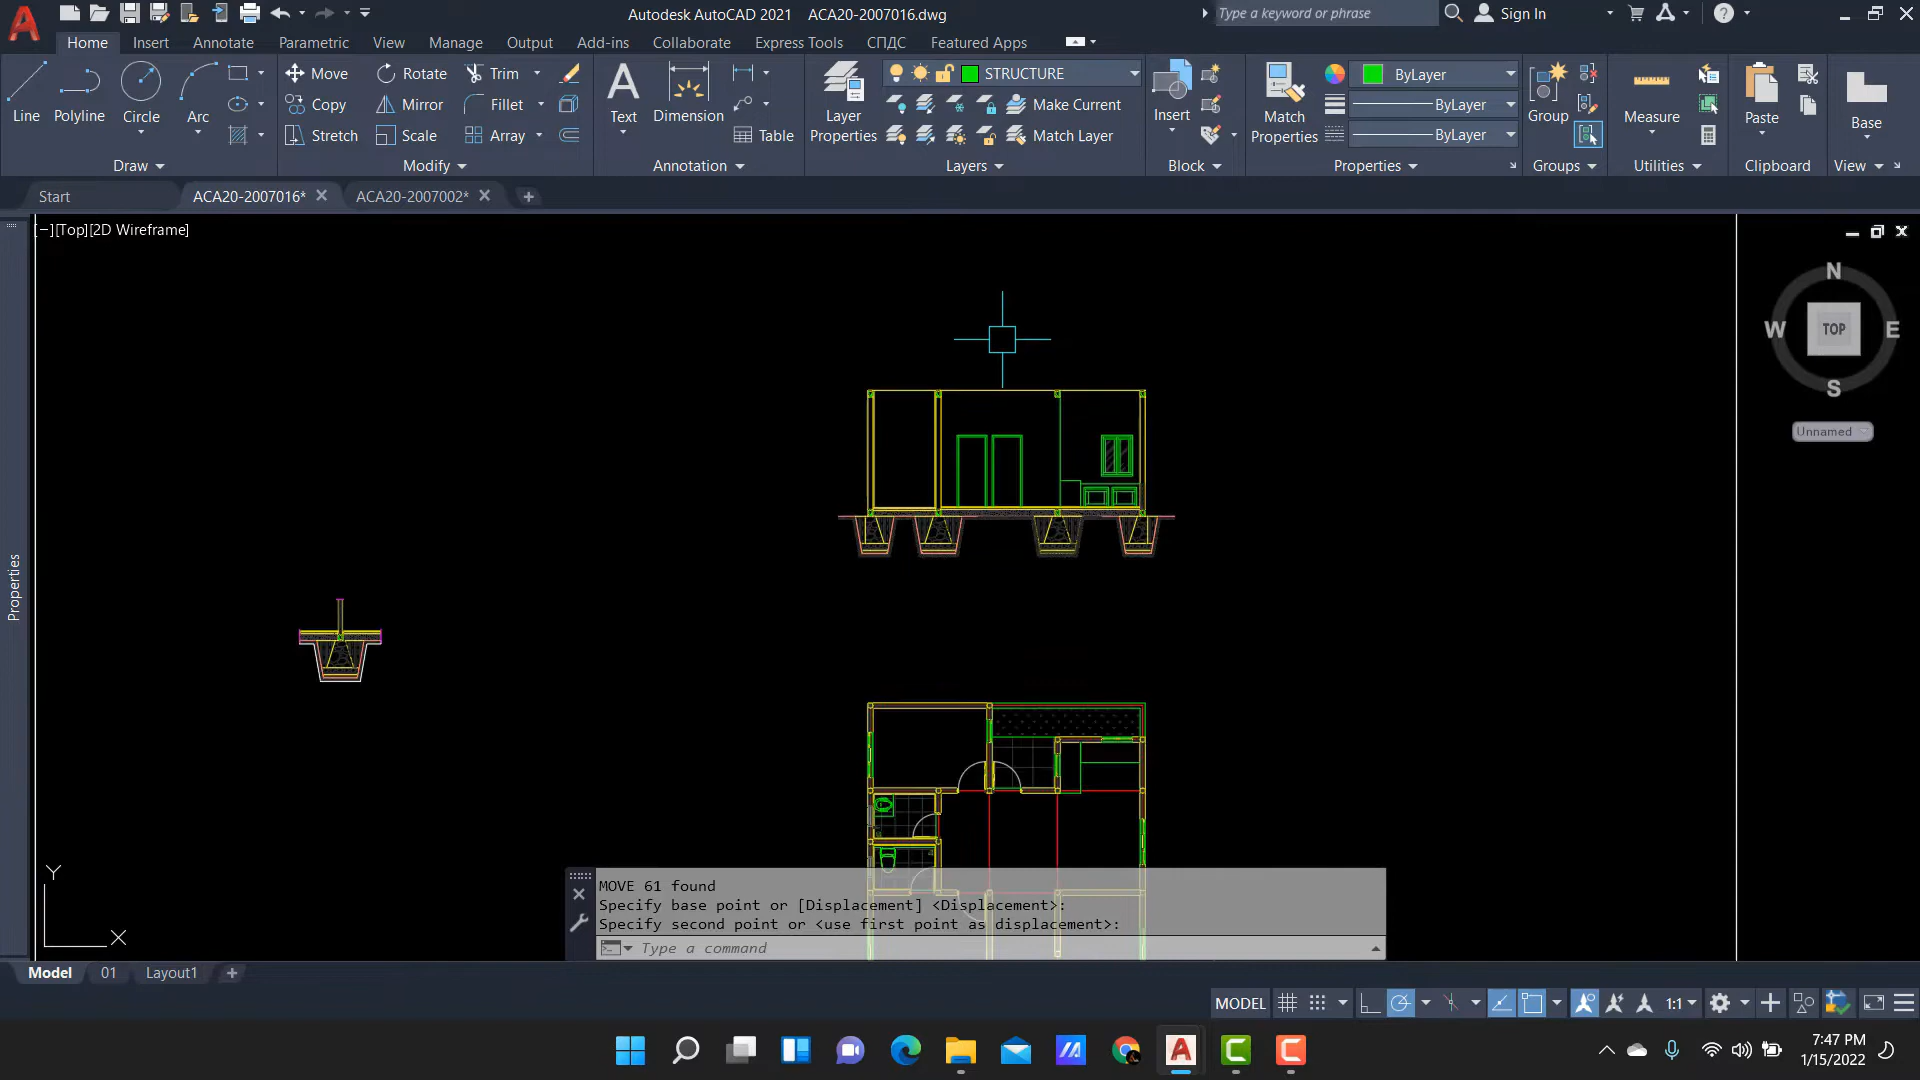 Autodesk AutoCAD 2021 ACA20-2007016.dwg
Type a keyword or phrase
Sign In
Home Insert Annotate Parametric View Manage Output Add-ins Collaborate Express Tools СПДС Featured Apps
Line Polyline Circle Arc
Draw
Move Rotate Trim
Copy Mirror Fillet
Stretch Scale Array
Modify
Text Dimension Table
Annotation
Layer Properties
STRUCTURE
Make Current
Match Layer
Layers
Insert
Block
Match Properties
ByLayer
ByLayer
ByLayer
Properties
Group
Groups
Measure
Utilities
Paste
Clipboard
Base
View
Start ACA20-2007016* ACA20-2007002*
[−][Top][2D Wireframe]
N
W TOP E
S
Unnamed
Properties
Y
X
MOVE 61 found
Specify base point or [Displacement] <Displacement>:
Specify second point or <use first point as displacement>:
Type a command
Model 01 Layout1
MODEL 1:1
7:47 PM
1/15/2022